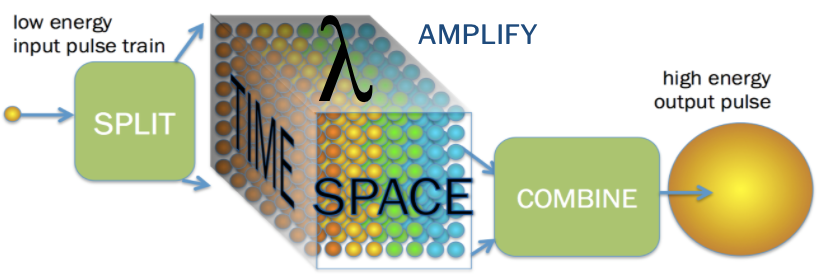 low energy
input pulse train
SPLIT
λ
AMPLIFY
TIME
SPACE
COMBINE
high energy
output pulse